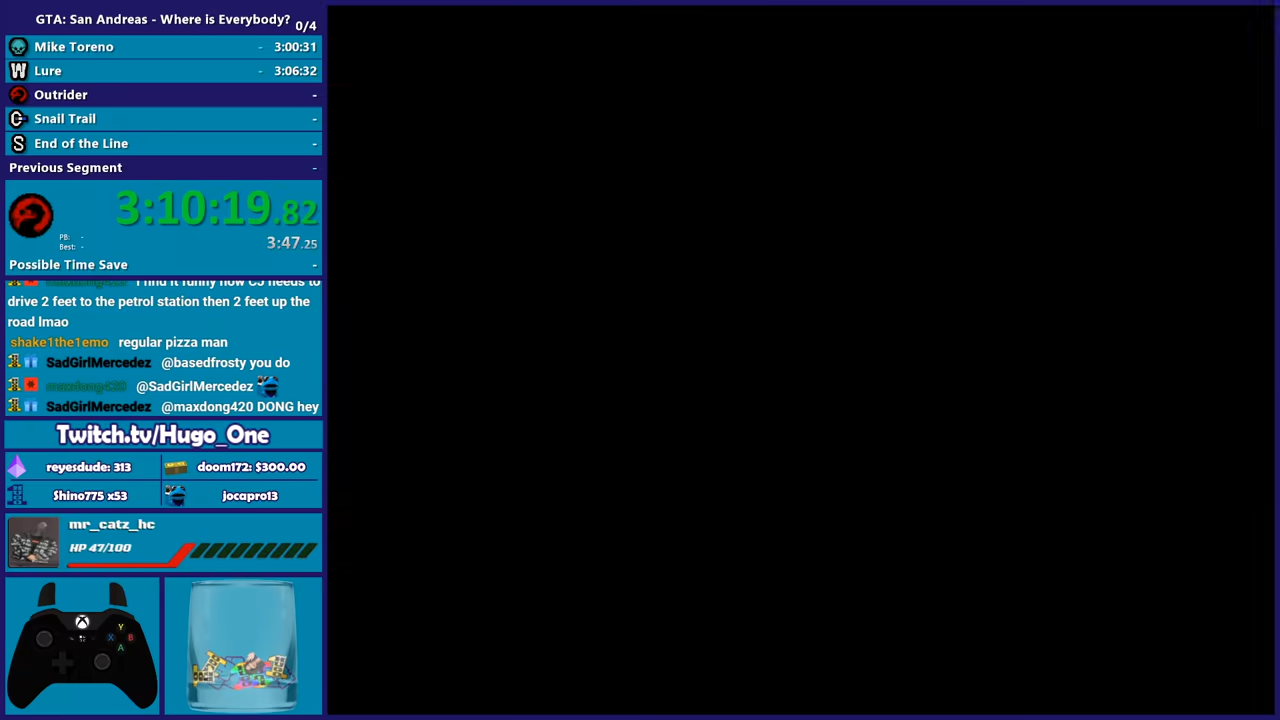 GTA: San Andreas - Where is Everybody?
0/4
Mike Toreno - 3:00:31
Lure - 3:06:32
Outrider -
Snail Trail -
End of the Line -
Previous Segment -
3:10:19.82
PB: -
Best: -
3:47.25
Possible Time Save -
maxdong420 I find it funny how CJ needs to
drive 2 feet to the petrol station then 2 feet up the
road lmao
shake1the1emo regular pizza man
SadGirlMercedez @basedfrosty you do
maxdong420 @SadGirlMercedez
SadGirlMercedez @maxdong420 DONG hey
Twitch.tv/Hugo_One
reyesdude: 313
doom172: $300.00
Shino775 x53
jocapro13
mr_catz_hc
HP 47/100
Y
X B
A